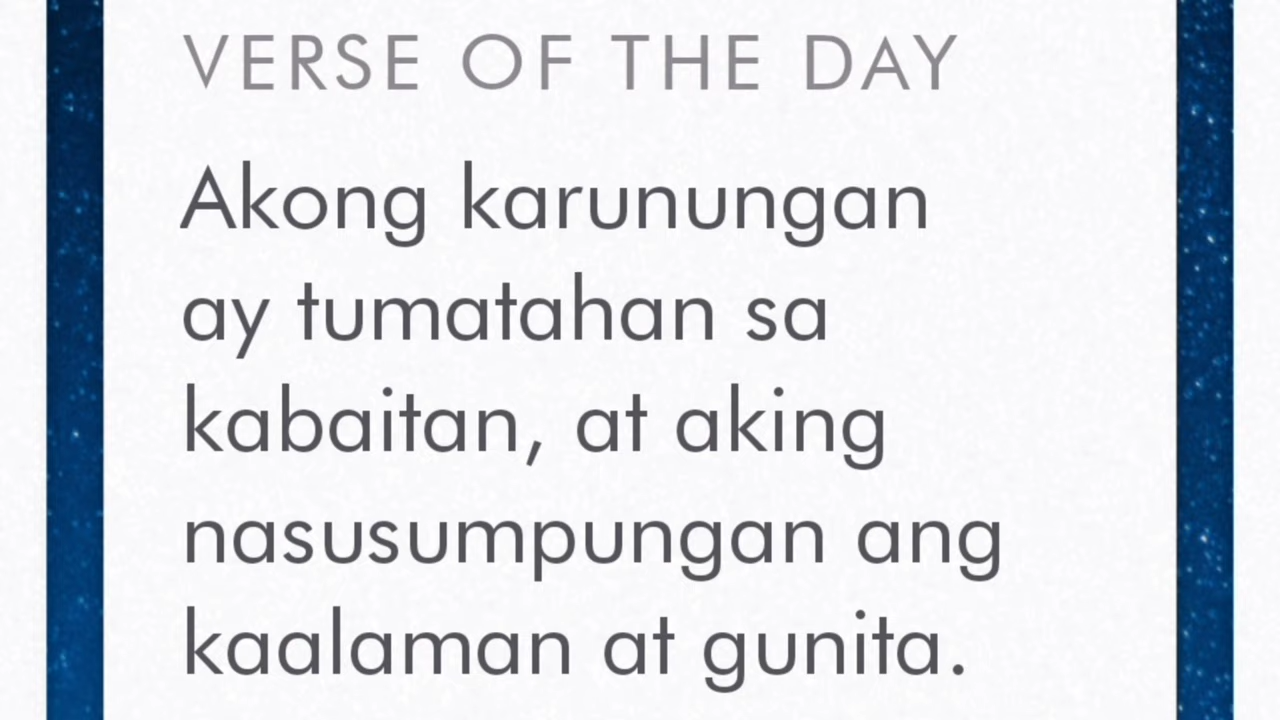 VERSE OF THE DAY
Akong karunungan
ay tumatahan sa
kabaitan, at aking
nasusumpungan ang
kaalaman at gunita.